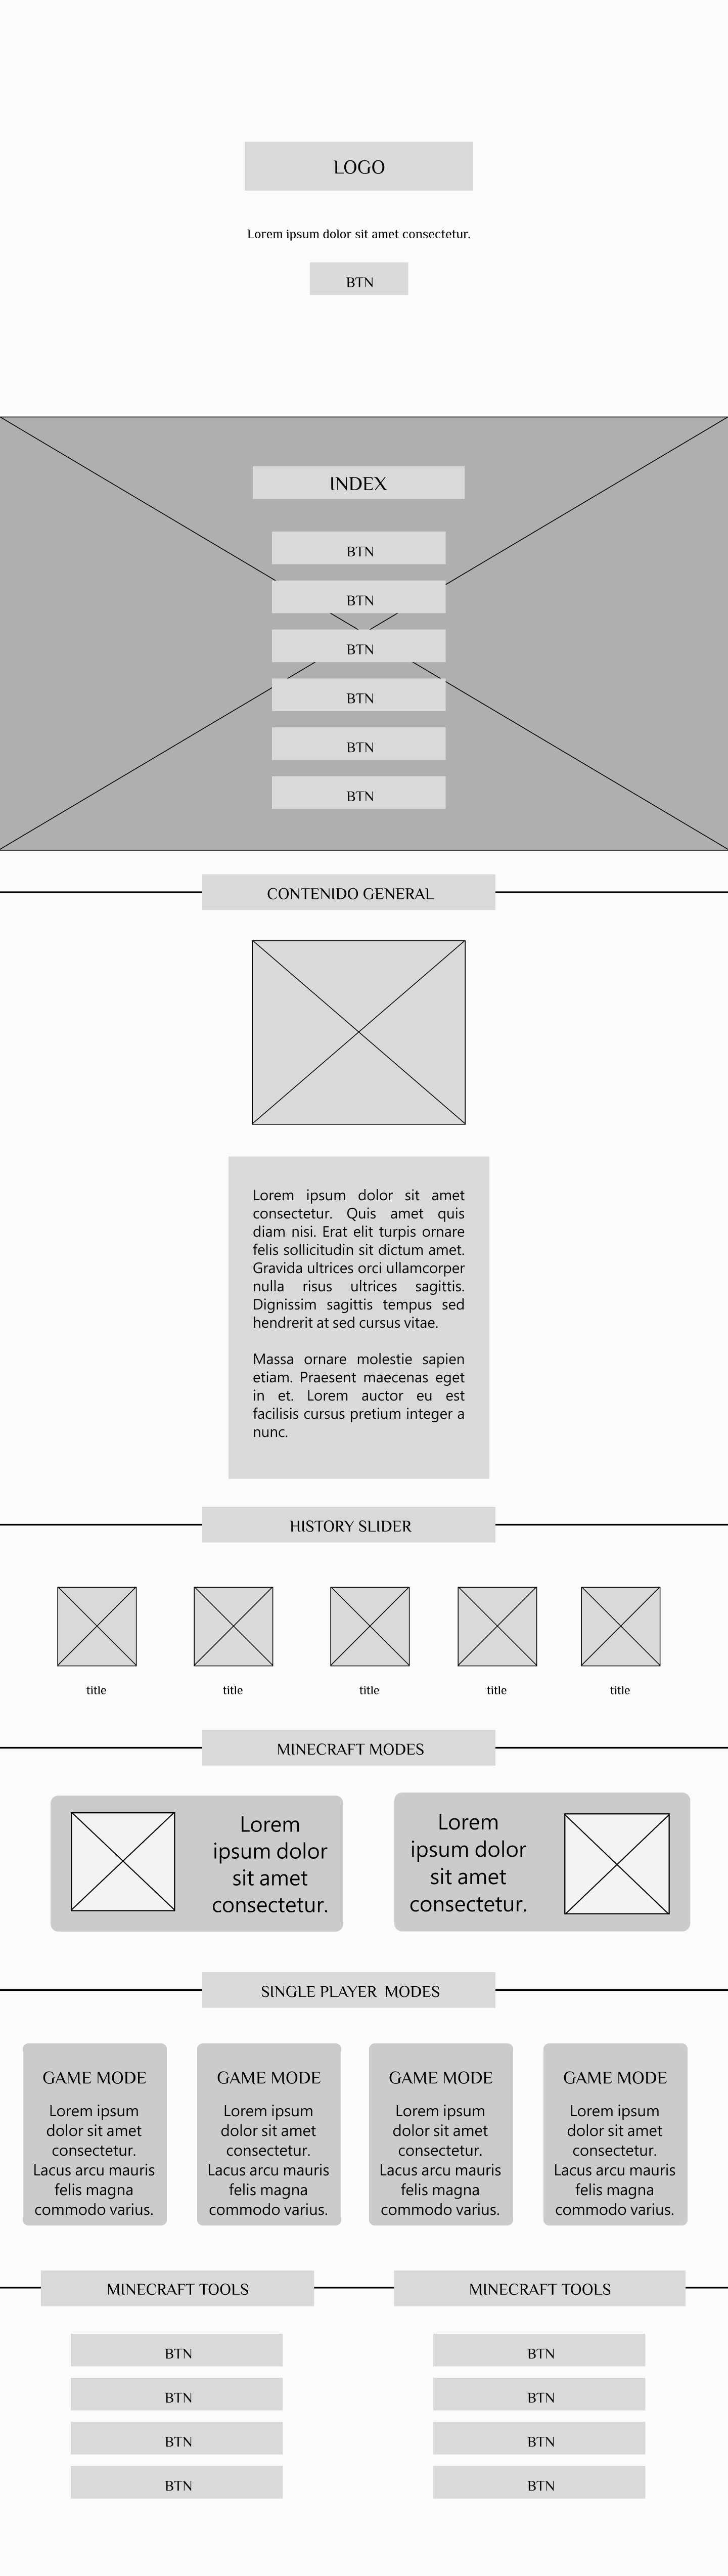 LOGO
Lorem ipsum dolor sit amet consectetur.
BTN
INDEX
BTN
BTN
BTN
BTN
BTN
BTN
CONTENIDO GENERAL
Lorem ipsum dolor sit amet
consectetur. Quis amet quis
diam nisi. Erat elit turpis ornare
felis sollicitudin sit dictum amet.
Gravida ultrices orci ullamcorper
nulla risus ultrices sagittis.
Dignissim sagittis tempus sed
hendrerit at sed cursus vitae.
Massa ornare molestie sapien
etiam. Praesent maecenas eget
in et. Lorem auctor eu est
facilisis cursus pretium integer a
nunc.
HISTORY SLIDER
title
title
title
title
title
MINECRAFT MODES
Lorem
ipsum dolor
sit amet
consectetur.
Lorem
ipsum dolor
sit amet
consectetur.
SINGLE PLAYER  MODES
GAME MODE
Lorem ipsum
dolor sit amet
consectetur.
Lacus arcu mauris
felis magna
commodo varius.
GAME MODE
Lorem ipsum
dolor sit amet
consectetur.
Lacus arcu mauris
felis magna
commodo varius.
GAME MODE
Lorem ipsum
dolor sit amet
consectetur.
Lacus arcu mauris
felis magna
commodo varius.
GAME MODE
Lorem ipsum
dolor sit amet
consectetur.
Lacus arcu mauris
felis magna
commodo varius.
MINECRAFT TOOLS
BTN
BTN
BTN
BTN
MINECRAFT TOOLS
BTN
BTN
BTN
BTN